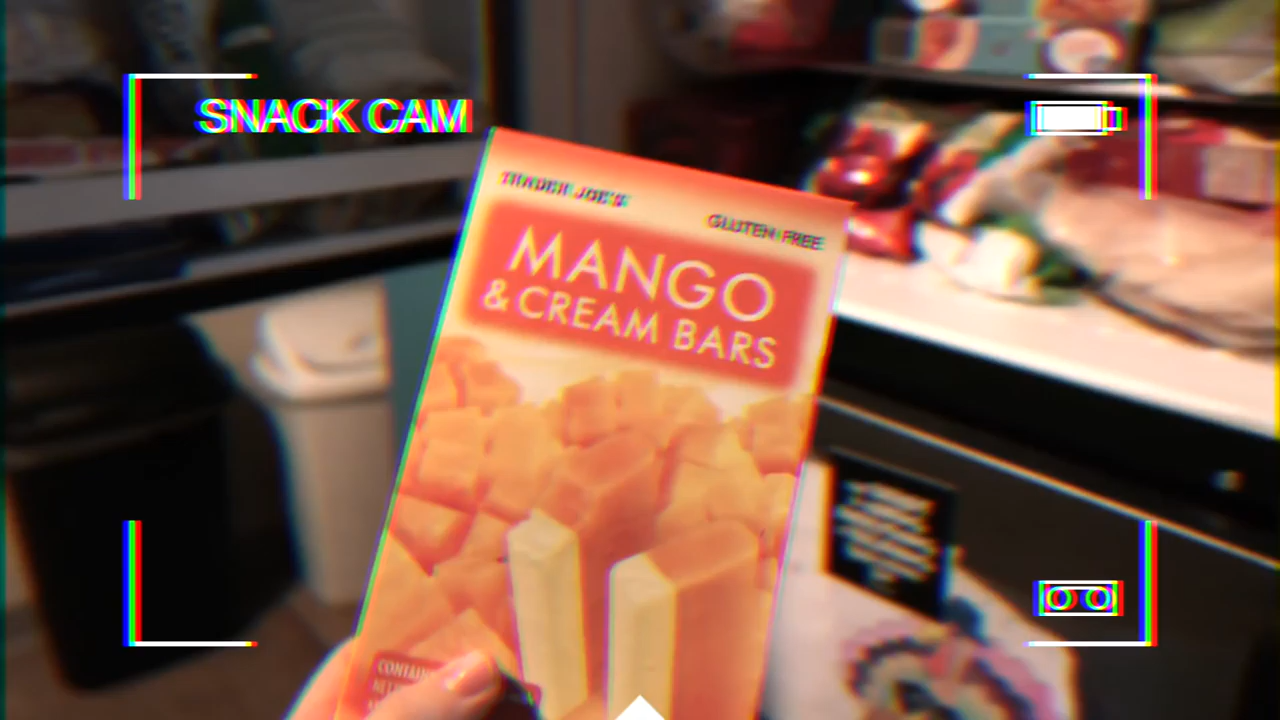 SNACK CAM
TRADER JOE'S
GLUTEN FREE
MANGO
& CREAM BARS